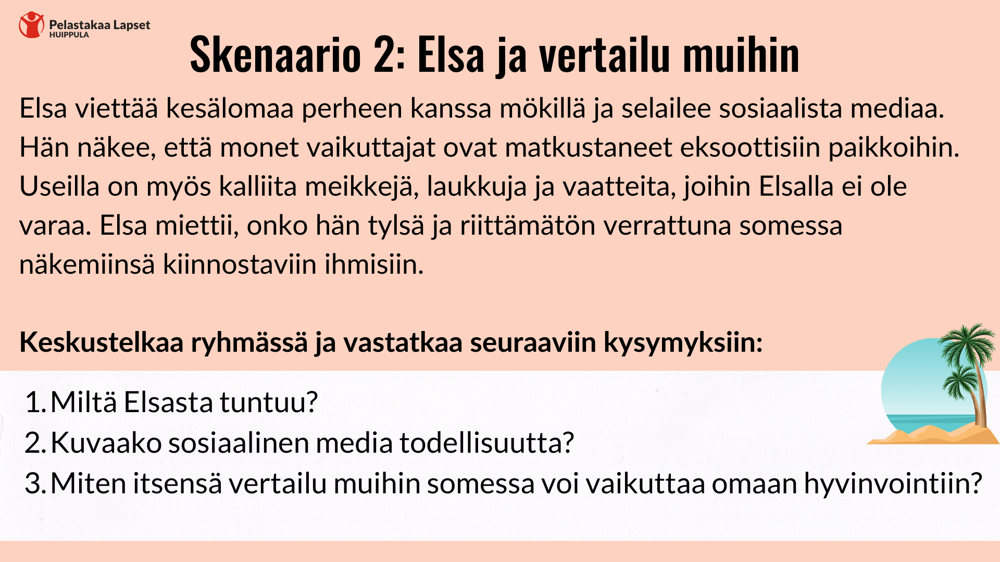 Pelastakaa Lapset
HUIPPULA
Skenaario 2: Elsa ja vertailu muihin
Elsa viettää kesälomaa perheen kanssa mökillä ja selailee sosiaalista mediaa.
Hän näkee, että monet vaikuttajat ovat matkustaneet eksoottisiin paikkoihin.
Useilla on myös kalliita meikkejä, laukkuja ja vaatteita, joihin Elsalla ei ole
varaa. Elsa miettii, onko hän tylsä ja riittämätön verrattuna somessa
näkemiinsä kiinnostaviin ihmisiin.
Keskustelkaa ryhmässä ja vastatkaa seuraaviin kysymyksiin:
1. Miltä Elsasta tuntuu?
2. Kuvaako sosiaalinen media todellisuutta?
3. Miten itsensä vertailu muihin somessa voi vaikuttaa omaan hyvinvointiin?